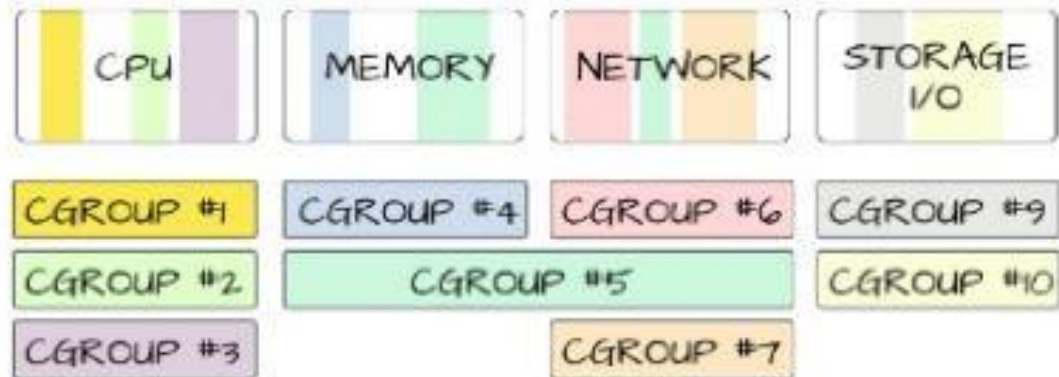 CPU
MEMORY
NETWORK
STORAGE
I/O
CGROUP #1
CGROUP #4
CGROUP #6
CGROUP #9
CGROUP #2
CGROUP #5
CGROUP #10
CGROUP #3
CGROUP #7